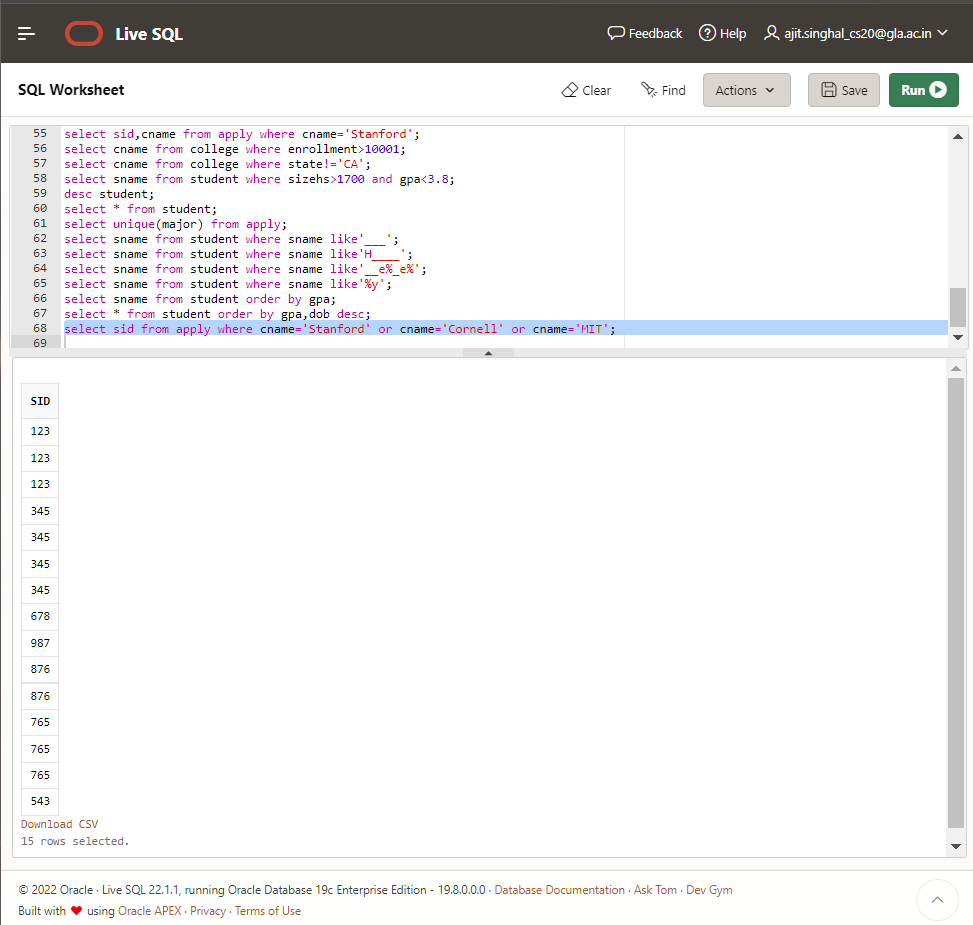 Live SQL Feedback Help ajit.singhal_cs20@gla.ac.in
SQL Worksheet Clear Find Actions Save Run
55 select sid,cname from apply where cname='Stanford';
56 select cname from college where enrollment>10001;
57 select cname from college where state!='CA';
58 select sname from student where sizehs>1700 and gpa<3.8;
59 desc student;
60 select * from student;
61 select unique(major) from apply;
62 select sname from student where sname like'___';
63 select sname from student where sname like'H____';
64 select sname from student where sname like'__e%_e%';
65 select sname from student where sname like'%y';
66 select sname from student order by gpa;
67 select * from student order by gpa,dob desc;
68 select sid from apply where cname='Stanford' or cname='Cornell' or cname='MIT';
69
SID
123
123
123
345
345
345
345
678
987
876
876
765
765
765
543
Download CSV
15 rows selected.
© 2022 Oracle · Live SQL 22.1.1, running Oracle Database 19c Enterprise Edition - 19.8.0.0.0 · Database Documentation · Ask Tom · Dev Gym
Built with ❤ using Oracle APEX · Privacy · Terms of Use